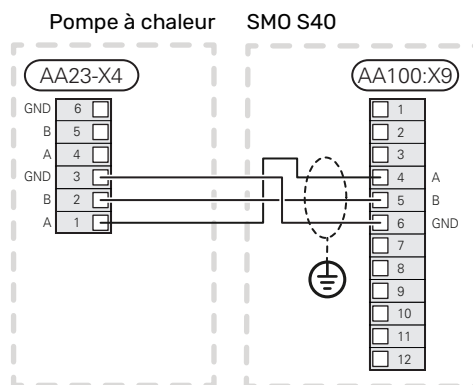 Pompe à chaleur SMO S40
AA23-X4 AA100:X9
GND 6
B 5
A 4
GND 3
B 2
A 1
1
2
3
4 A
5 B
6 GND
7
8
9
10
11
12